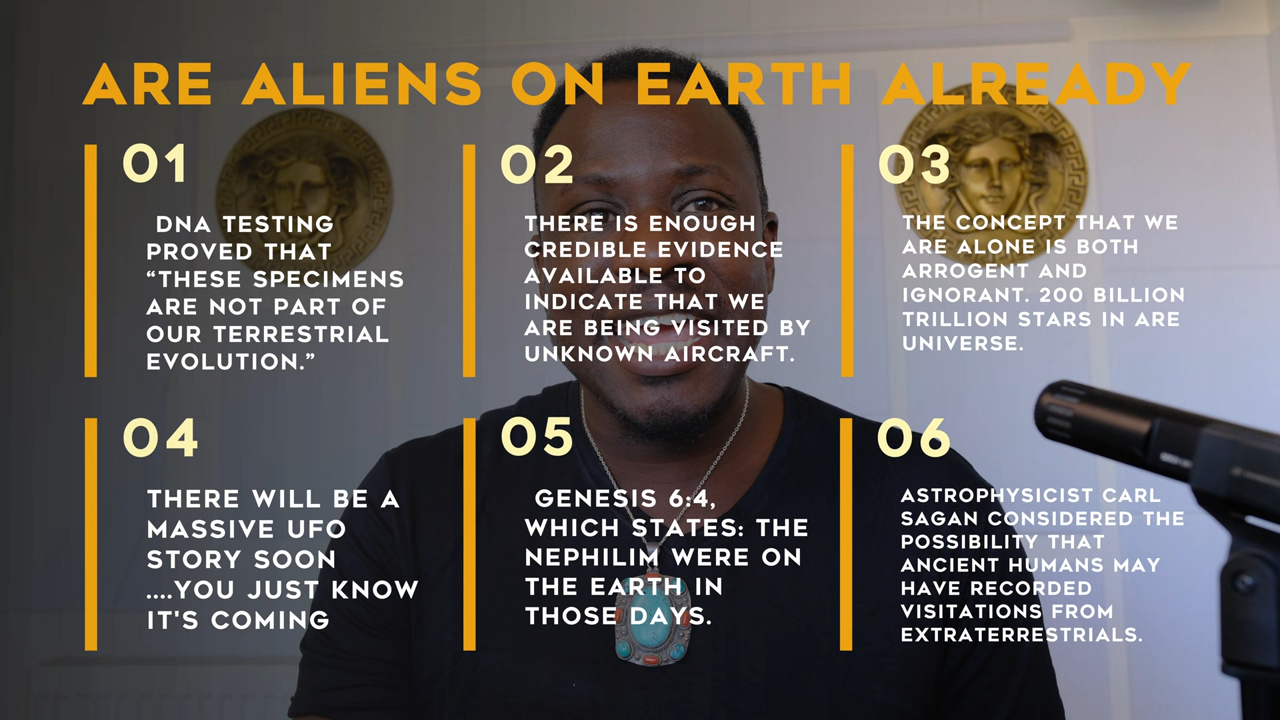 ARE ALIENS ON EARTH ALREADY
01
DNA TESTING
PROVED THAT
“THESE SPECIMENS
ARE NOT PART OF
OUR TERRESTRIAL
EVOLUTION.”
02
THERE IS ENOUGH
CREDIBLE EVIDENCE
AVAILABLE TO
INDICATE THAT WE
ARE BEING VISITED BY
UNKNOWN AIRCRAFT.
03
THE CONCEPT THAT WE
ARE ALONE IS BOTH
ARROGENT AND
IGNORANT. 200 BILLION
TRILLION STARS IN ARE
UNIVERSE.
04
THERE WILL BE A
MASSIVE UFO
STORY SOON
....YOU JUST KNOW
IT'S COMING
05
GENESIS 6:4,
WHICH STATES: THE
NEPHILIM WERE ON
THE EARTH IN
THOSE DAYS.
06
ASTROPHYSICIST CARL
SAGAN CONSIDERED THE
POSSIBILITY THAT
ANCIENT HUMANS MAY
HAVE RECORDED
VISITATIONS FROM
EXTRATERRESTRIALS.